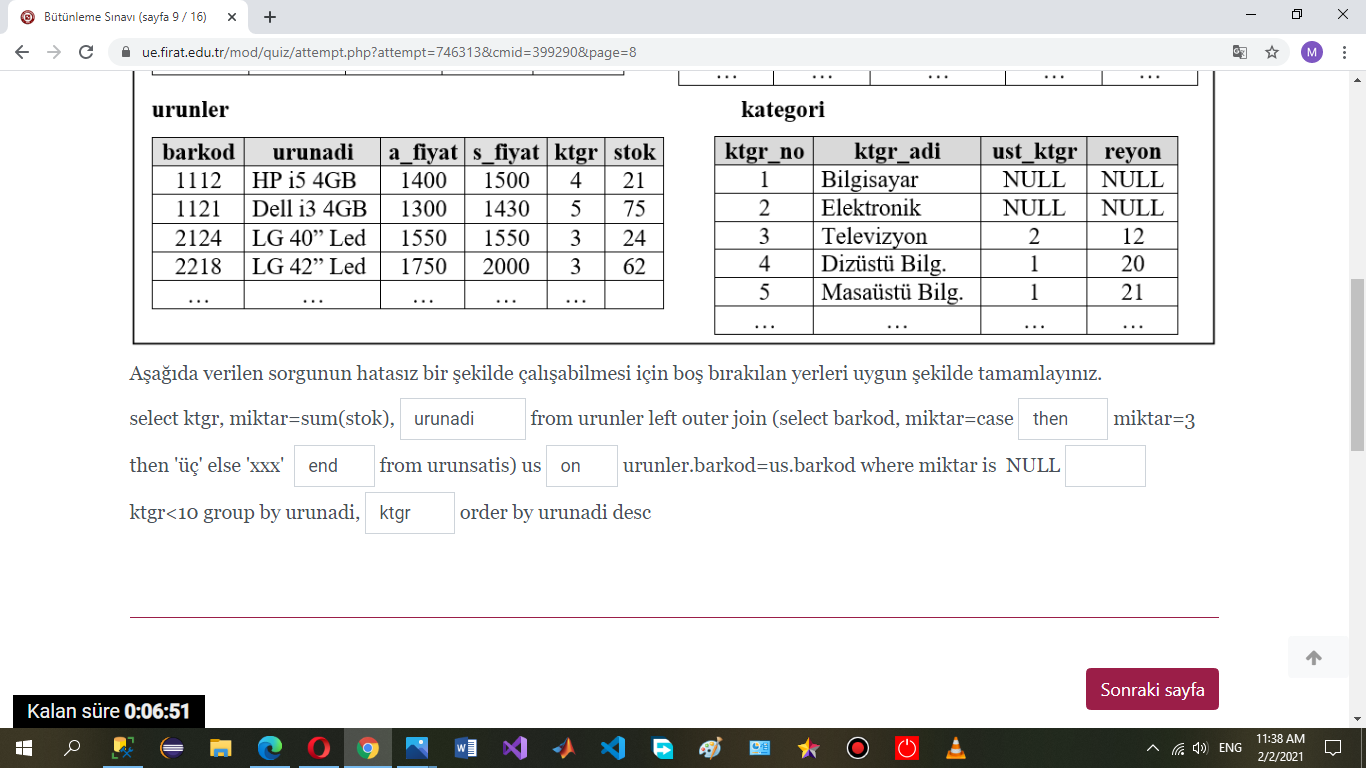 Bütünleme Sınavı (sayfa 9 / 16)
ue.firat.edu.tr/mod/quiz/attempt.php?attempt=746313&cmid=399290&page=8
M
... ... ... ... ...
urunler
barkod urunadi a_fiyat s_fiyat ktgr stok
1112 HP i5 4GB 1400 1500 4 21
1121 Dell i3 4GB 1300 1430 5 75
2124 LG 40” Led 1550 1550 3 24
2218 LG 42” Led 1750 2000 3 62
... ... ... ... ...
kategori
ktgr_no ktgr_adi ust_ktgr reyon
1 Bilgisayar NULL NULL
2 Elektronik NULL NULL
3 Televizyon 2 12
4 Dizüstü Bilg. 1 20
5 Masaüstü Bilg. 1 21
... ... ... ...
Aşağıda verilen sorgunun hatasız bir şekilde çalışabilmesi için boş bırakılan yerleri uygun şekilde tamamlayınız.
select ktgr, miktar=sum(stok), urunadi from urunler left outer join (select barkod, miktar=case then miktar=3
then 'üç' else 'xxx' end from urunsatis) us on urunler.barkod=us.barkod where miktar is NULL
ktgr<10 group by urunadi, ktgr order by urunadi desc
Sonraki sayfa
Kalan süre 0:06:51
ENG
11:38 AM
2/2/2021